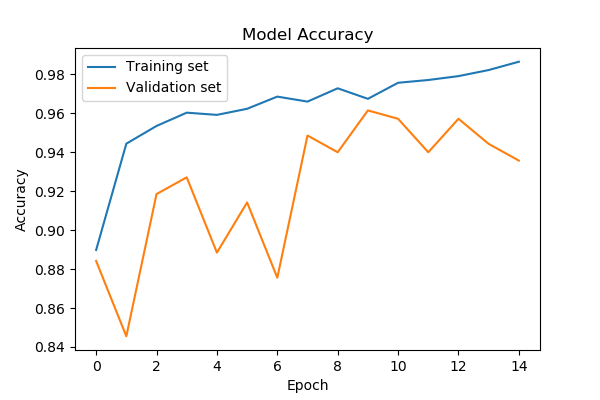 Model Accuracy
Training set
Validation set
0.98
0.96
0.94
0.92
0.90
0.88
0.86
0.84
Accuracy
0 2 4 6 8 10 12 14
Epoch